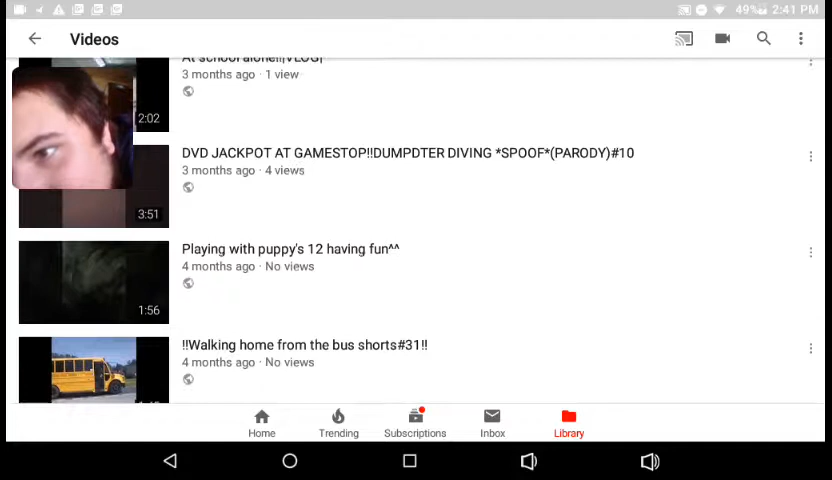 49% 2:41 PM
Videos
At school alone!!|VLOG|
3 months ago · 1 view
2:02
DVD JACKPOT AT GAMESTOP!!DUMPDTER DIVING *SPOOF*(PARODY)#10
3 months ago · 4 views
3:51
Playing with puppy's 12 having fun^^
4 months ago · No views
1:56
!!Walking home from the bus shorts#31!!
4 months ago · No views
Home Trending Subscriptions Inbox Library